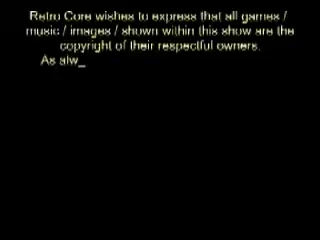 Retro Core wishes to express that all games /
music / images / shown within this show are the
copyright of their respectful owners.
As alw_